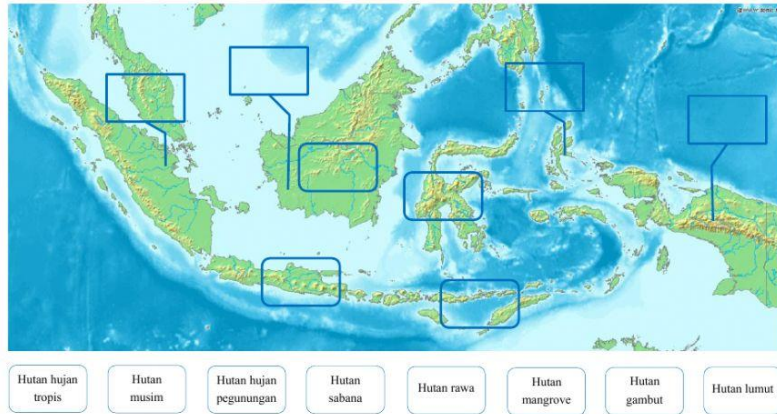 Hutan hujan
tropis
Hutan
musim
Hutan hujan
pegunungan
Hutan
sabana
Hutan rawa
Hutan
mangrove
Hutan
gambut
Hutan lumut